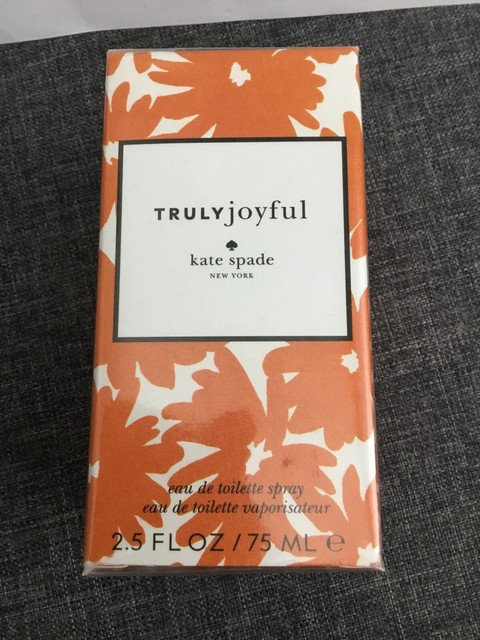 TRULYjoyful
kate spade
NEW YORK
eau de toilette spray
eau de toilette vaporisateur
2.5 FL OZ / 75 ML ℮